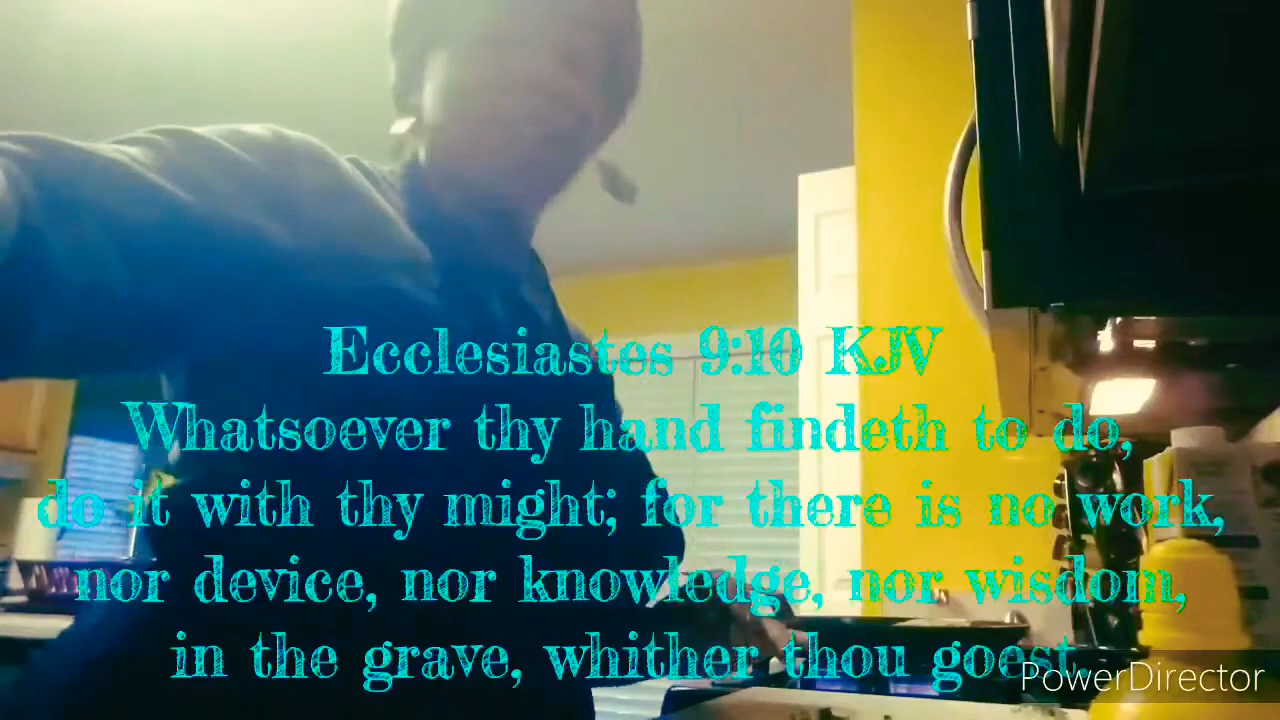 Ecclesiastes 9:10 KJV
Whatsoever thy hand findeth to do,
do it with thy might; for there is no work,
nor device, nor knowledge, nor wisdom,
in the grave, whither thou goest.
PowerDirector